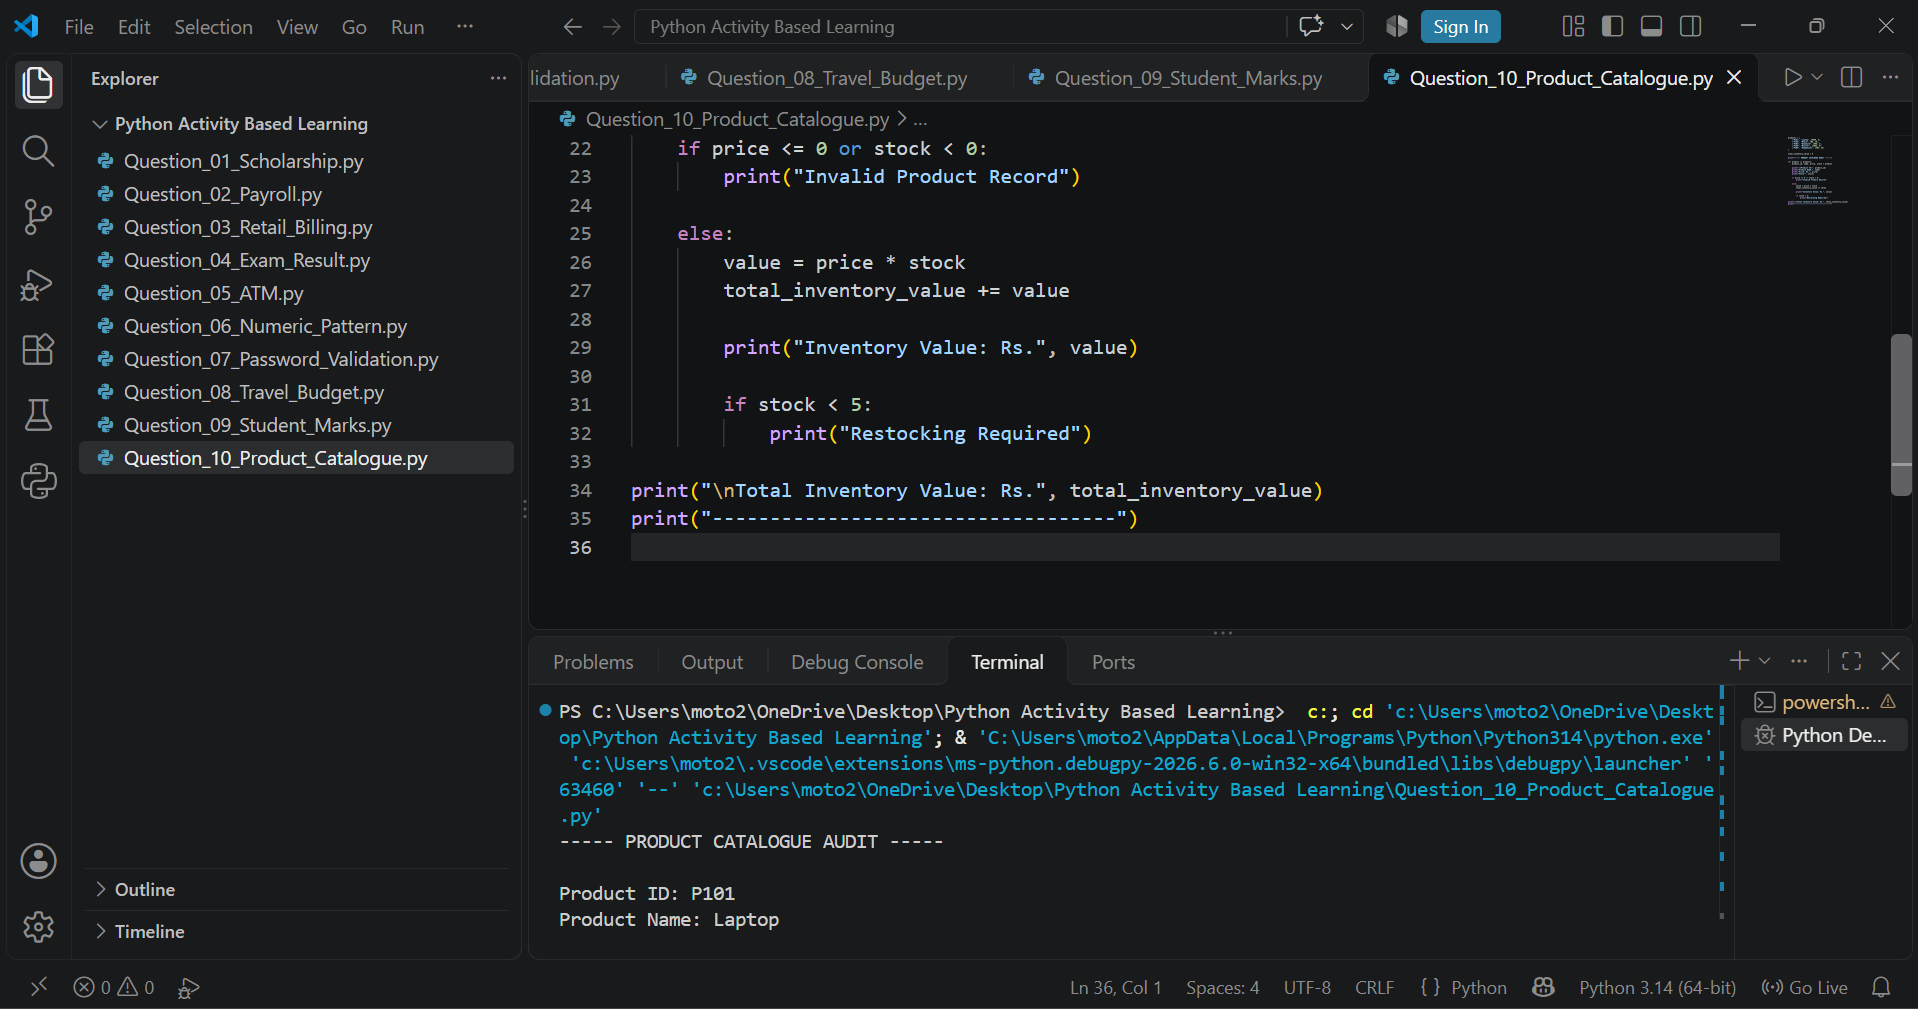 File Edit Selection View Go Run ···
Python Activity Based Learning
Sign In
Explorer
Python Activity Based Learning
Question_01_Scholarship.py
Question_02_Payroll.py
Question_03_Retail_Billing.py
Question_04_Exam_Result.py
Question_05_ATM.py
Question_06_Numeric_Pattern.py
Question_07_Password_Validation.py
Question_08_Travel_Budget.py
Question_09_Student_Marks.py
Question_10_Product_Catalogue.py
Outline
Timeline
lidation.py Question_08_Travel_Budget.py Question_09_Student_Marks.py Question_10_Product_Catalogue.py
Question_10_Product_Catalogue.py > ...
22 if price <= 0 or stock < 0:
23 print("Invalid Product Record")
24
25 else:
26 value = price * stock
27 total_inventory_value += value
28
29 print("Inventory Value: Rs.", value)
30
31 if stock < 5:
32 print("Restocking Required")
33
34 print("\nTotal Inventory Value: Rs.", total_inventory_value)
35 print("-----------------------------------")
36
Problems Output Debug Console Terminal Ports
PS C:\Users\moto2\OneDrive\Desktop\Python Activity Based Learning> c:; cd 'c:\Users\moto2\OneDrive\Deskt
op\Python Activity Based Learning'; & 'C:\Users\moto2\AppData\Local\Programs\Python\Python314\python.exe'
'c:\Users\moto2\.vscode\extensions\ms-python.debugpy-2026.6.0-win32-x64\bundled\libs\debugpy\launcher' '
63460' '--' 'c:\Users\moto2\OneDrive\Desktop\Python Activity Based Learning\Question_10_Product_Catalogue
.py'
----- PRODUCT CATALOGUE AUDIT -----
Product ID: P101
Product Name: Laptop
powersh...
Python De...
0 0
Ln 36, Col 1 Spaces: 4 UTF-8 CRLF { } Python Python 3.14 (64-bit) Go Live